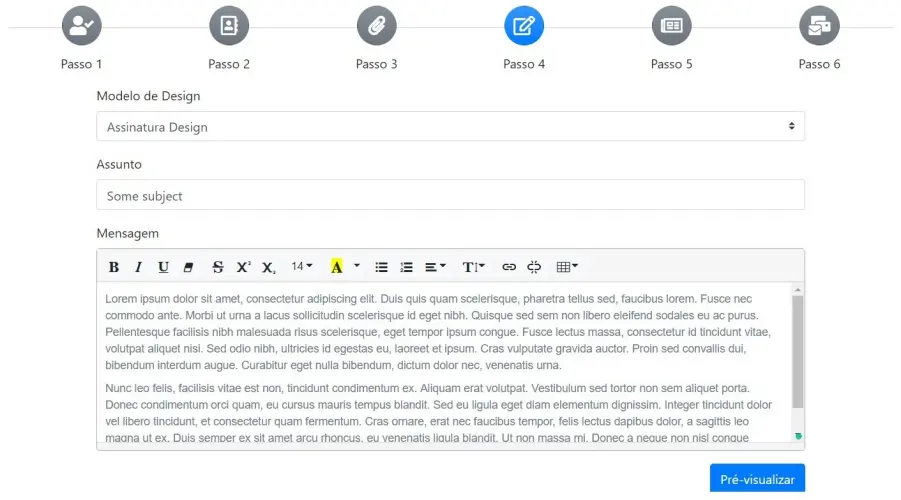 Passo 1 Passo 2 Passo 3 Passo 4 Passo 5 Passo 6
Modelo de Design
Assinatura Design
Assunto
Some subject
Mensagem
B I U S X² X₂ 14 A T
Lorem ipsum dolor sit amet, consectetur adipiscing elit. Duis quis quam scelerisque, pharetra tellus sed, faucibus lorem. Fusce nec
commodo ante. Morbi ut urna a lacus sollicitudin scelerisque id eget nibh. Quisque sed sem non libero eleifend sodales eu ac purus.
Pellentesque facilisis nibh malesuada risus scelerisque, eget tempor ipsum congue. Fusce lectus massa, consectetur id tincidunt vitae,
volutpat aliquet nisi. Sed odio nibh, ultricies id egestas eu, laoreet et ipsum. Cras vulputate gravida auctor. Proin sed convallis dui,
bibendum interdum augue. Curabitur eget nulla bibendum, dictum dolor nec, venenatis urna.
Nunc leo felis, facilisis vitae est non, tincidunt condimentum ex. Aliquam erat volutpat. Vestibulum sed tortor non sem aliquet porta.
Donec condimentum orci quam, eu cursus mauris tempus blandit. Sed eu ligula eget diam elementum dignissim. Integer tincidunt dolor
vel libero tincidunt, et consectetur quam fermentum. Cras ornare, erat nec faucibus tempor, felis lectus dapibus dolor, a sagittis leo
magna ut ex. Duis semper ex sit amet arcu rhoncus, eu venenatis ligula blandit. Ut non massa mi. Donec a neque non nisl congue
Pré-visualizar